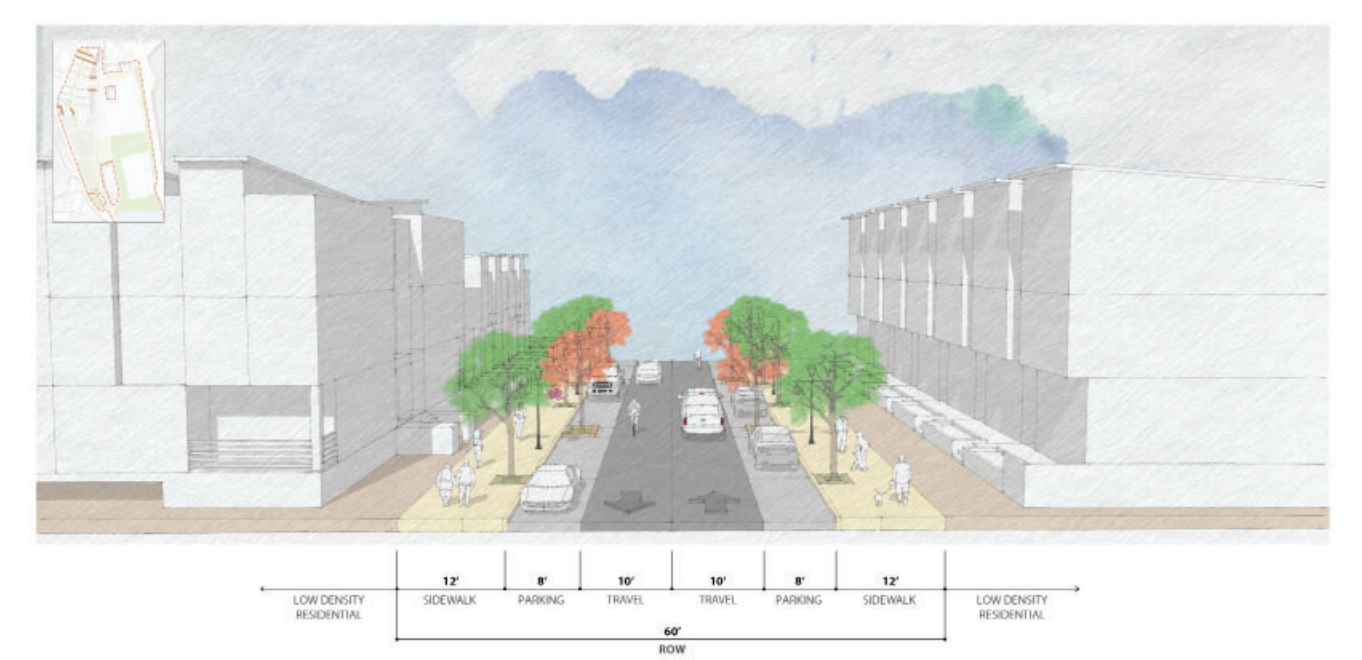 12' 8' 10' 10' 8' 12'
LOW DENSITY RESIDENTIAL SIDEWALK PARKING TRAVEL TRAVEL PARKING SIDEWALK LOW DENSITY RESIDENTIAL
60'
ROW